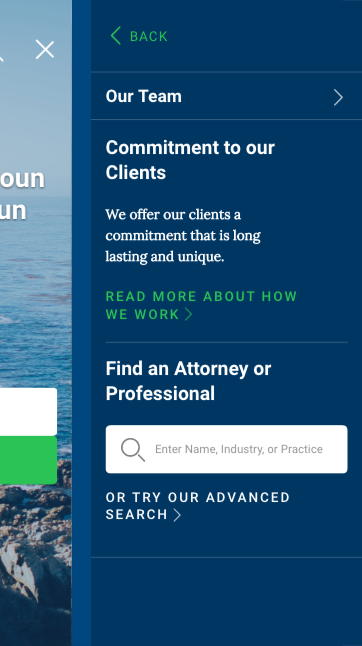 BACK
Our Team
Commitment to our
Clients
We offer our clients a
commitment that is long
lasting and unique.
READ MORE ABOUT HOW
WE WORK
Find an Attorney or
Professional
Enter Name, Industry, or Practice
OR TRY OUR ADVANCED
SEARCH
oun
un